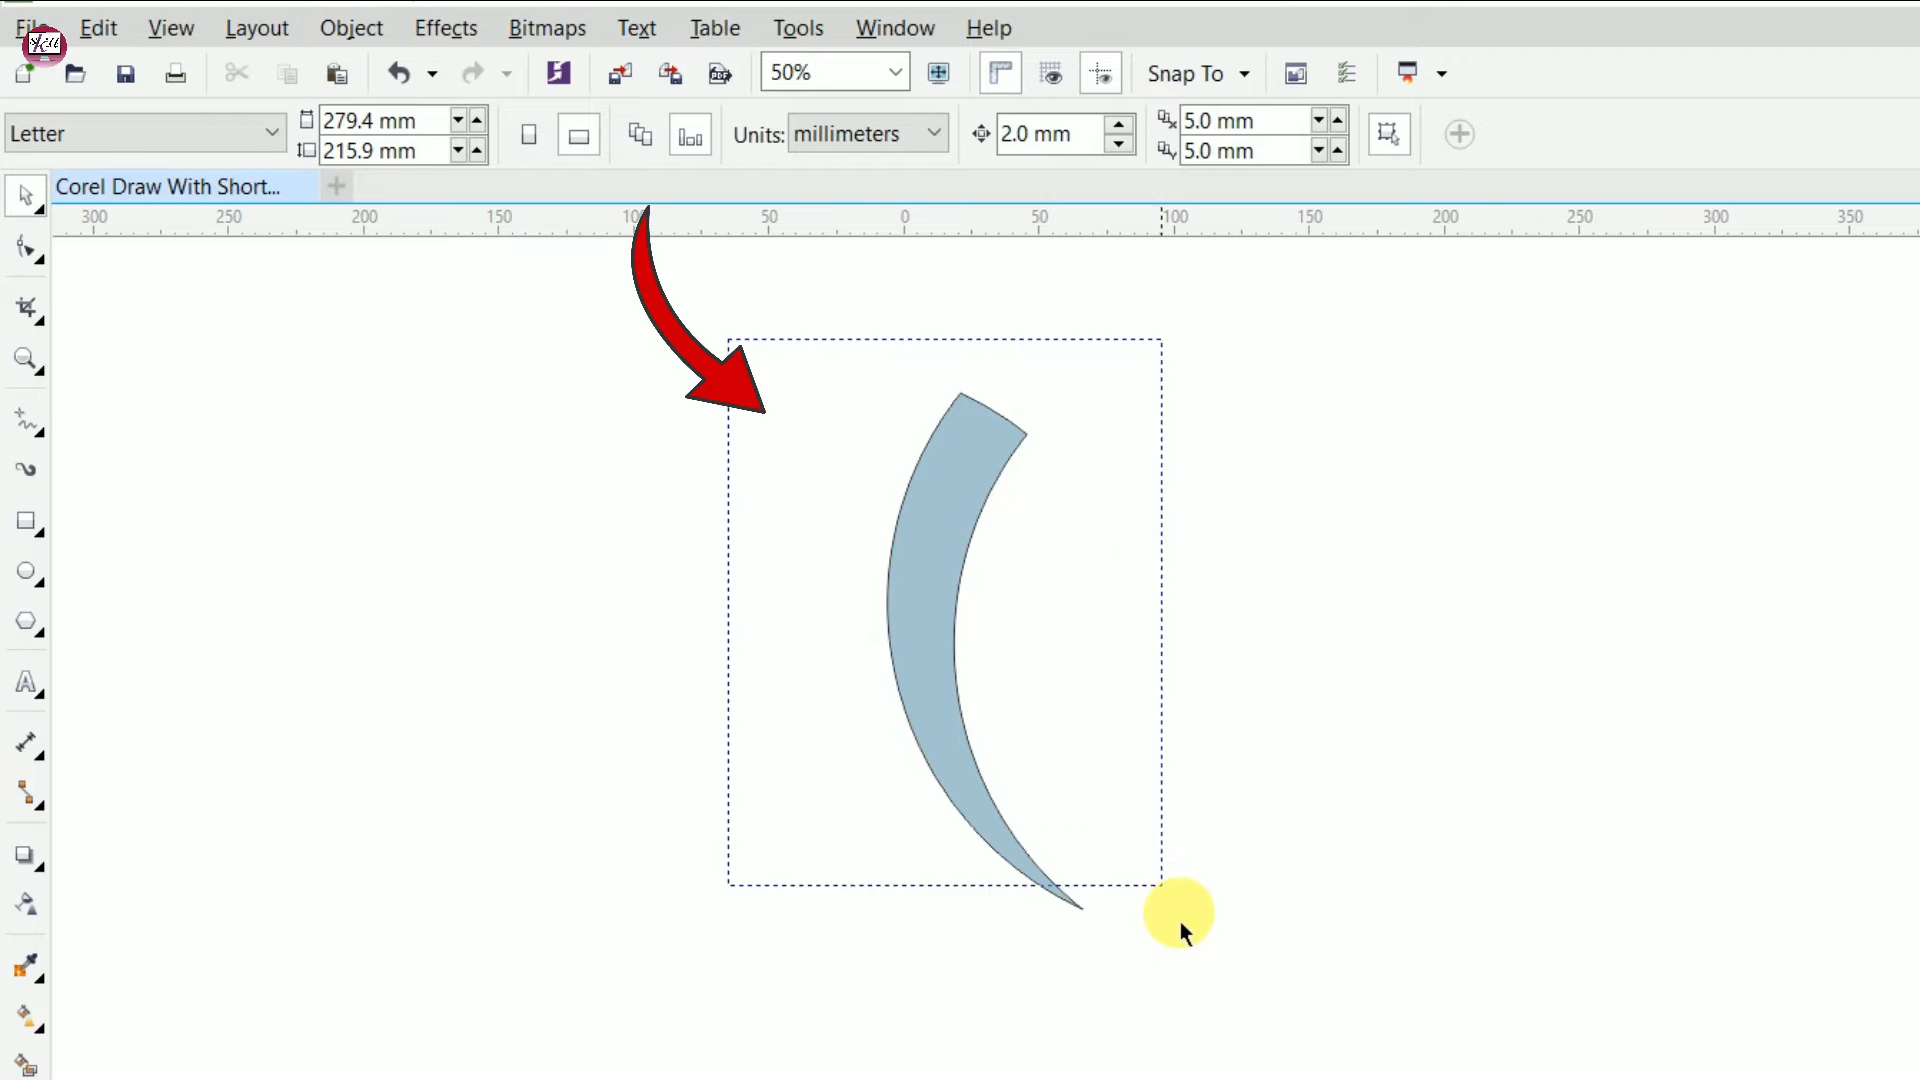 File Edit View Layout Object Effects Bitmaps Text Table Tools Window Help
50% Snap To
Letter 279.4 mm Units: millimeters 2.0 mm 5.0 mm
215.9 mm 5.0 mm
Corel Draw With Short...
300 250 200 150 100 50 0 50 100 150 200 250 300 350